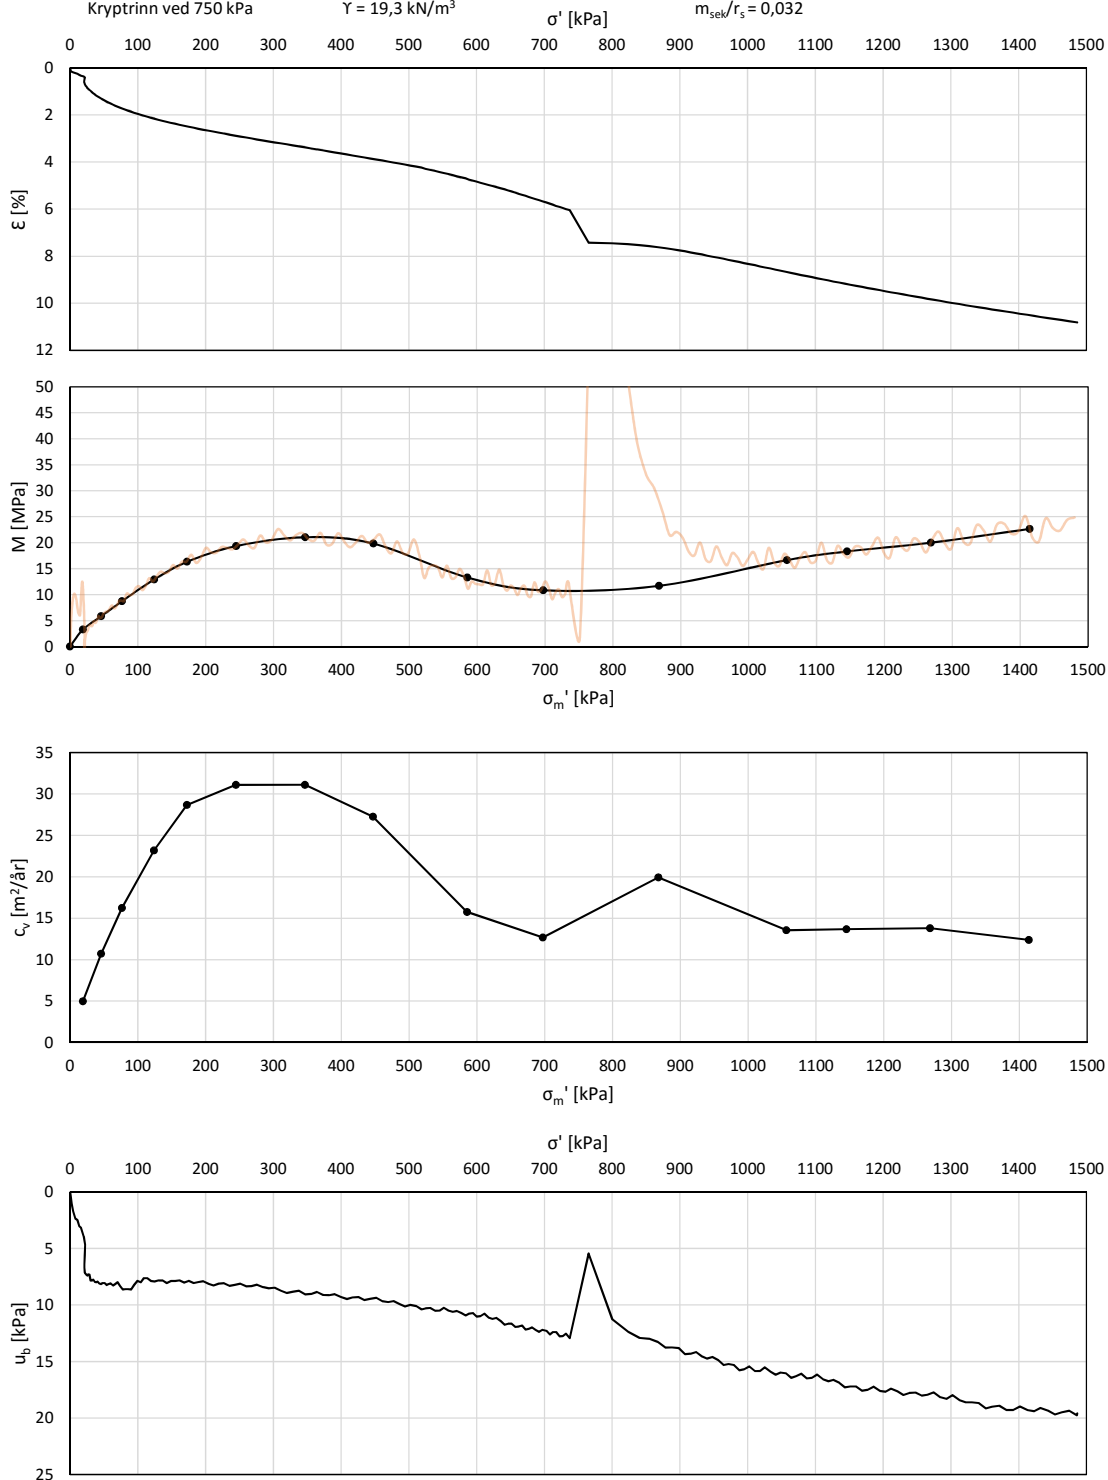 Kryptrinn ved 750 kPa ϒ = 19,3 kN/m³ m_sek/r_s = 0,032
σ' [kPa]
0 100 200 300 400 500 600 700 800 900 1000 1100 1200 1300 1400 1500
0
2
4
6
8
10
12
ε [%]
50
45
40
35
30
25
20
15
10
5
0
M [MPa]
0 100 200 300 400 500 600 700 800 900 1000 1100 1200 1300 1400 1500
σ_m' [kPa]
35
30
25
20
15
10
5
0
c_v [m²/år]
0 100 200 300 400 500 600 700 800 900 1000 1100 1200 1300 1400 1500
σ_m' [kPa]
σ' [kPa]
0 100 200 300 400 500 600 700 800 900 1000 1100 1200 1300 1400 1500
0
5
10
15
20
25
u_b [kPa]